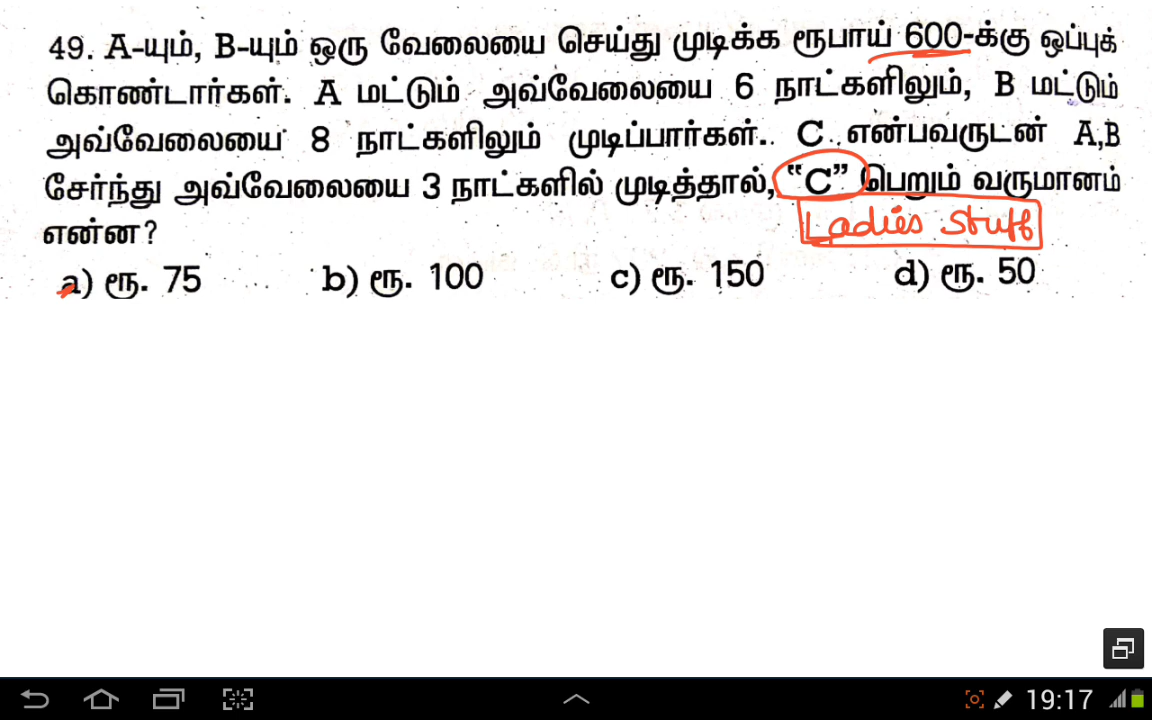 49. A-யும், B-யும் ஒரு வேலையை செய்து முடிக்க ரூபாய் 600-க்கு ஒப்புக்
கொண்டார்கள். A மட்டும் அவ்வேலையை 6 நாட்களிலும், B மட்டும்
அவ்வேலையை 8 நாட்களிலும் முடிப்பார்கள்.. C என்பவருடன் A,B
சேர்ந்து அவ்வேலையை 3 நாட்களில் முடித்தால், "C" பெறும் வருமானம்
என்ன?
Ladies stuff
a) ரூ. 75 b) ரூ. 100 c) ரூ. 150 d) ரூ. 50
19:17